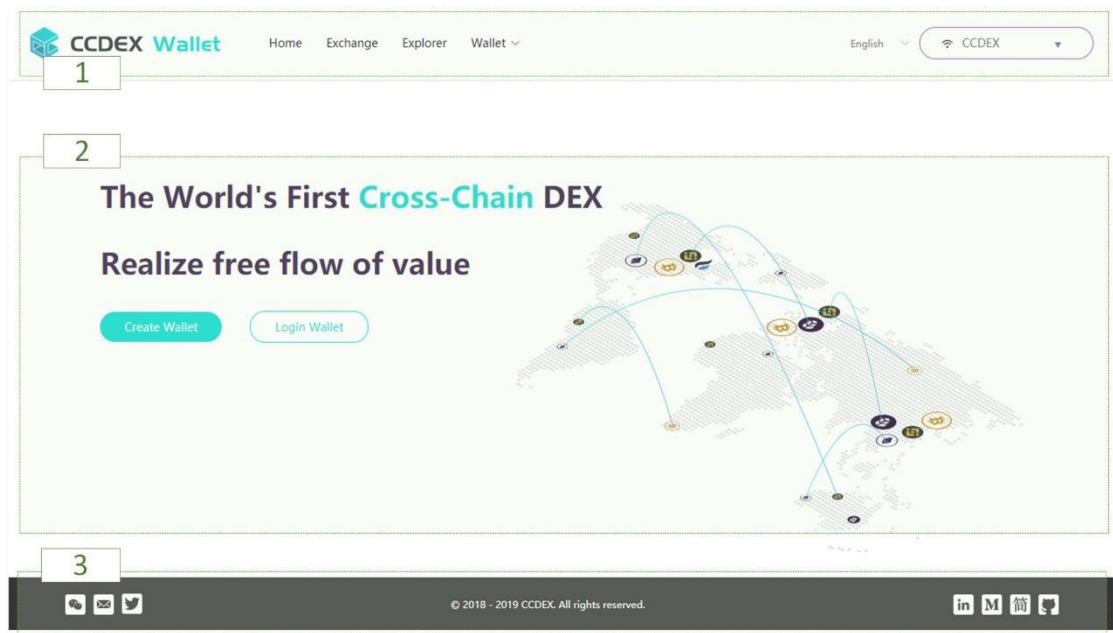 CCDEX Wallet Home Exchange Explorer Wallet English CCDEX
1
2
The World's First Cross-Chain DEX
Realize free flow of value
Create Wallet Login Wallet
3
© 2018 - 2019 CCDEX. All rights reserved.
in M 简